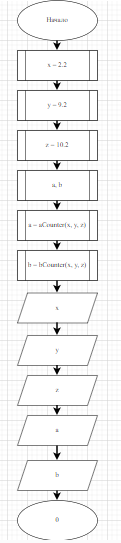 Начало
x = 2.2
y = 9.2
z = 10.2
a, b
a = aCounter(x, y, z)
b = bCounter(x, y, z)
x
y
z
a
b
0